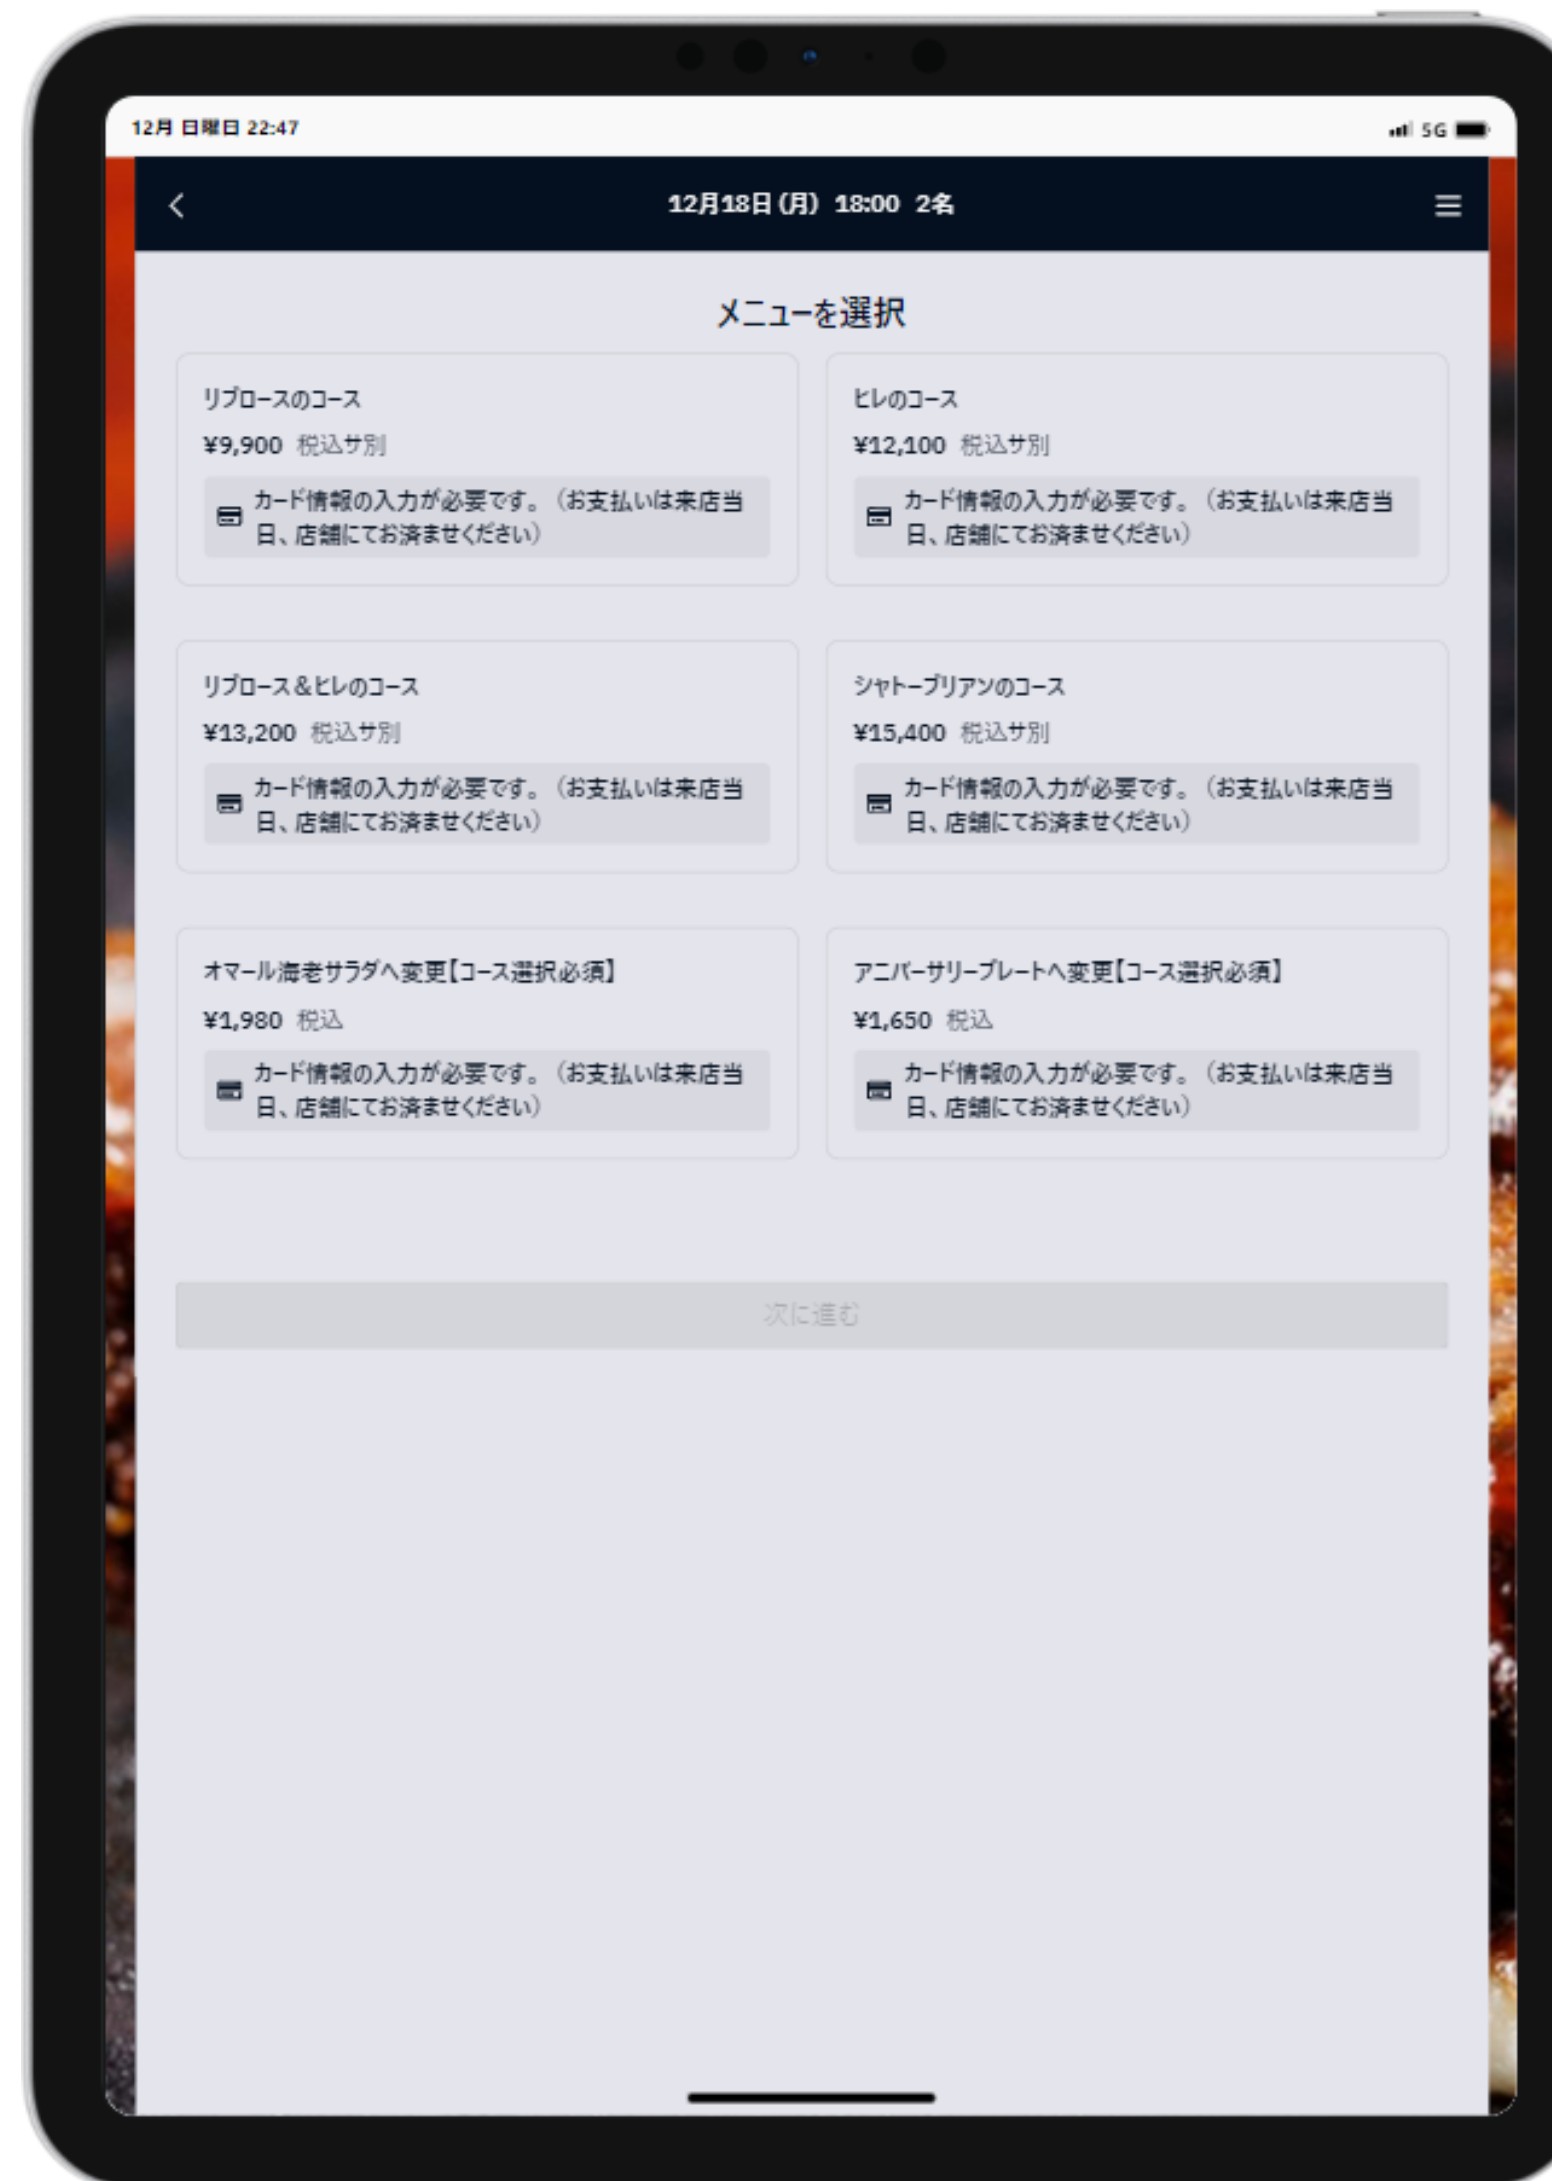 12月 日曜日 22:47
5G
12月18日 (月) 18:00 2名
メニューを選択
リブロースのコース
¥9,900 税込サ別
カード情報の入力が必要です。（お支払いは来店当
日、店舗にてお済ませください）
ヒレのコース
¥12,100 税込サ別
カード情報の入力が必要です。（お支払いは来店当
日、店舗にてお済ませください）
リブロース＆ヒレのコース
¥13,200 税込サ別
カード情報の入力が必要です。（お支払いは来店当
日、店舗にてお済ませください）
シャトーブリアンのコース
¥15,400 税込サ別
カード情報の入力が必要です。（お支払いは来店当
日、店舗にてお済ませください）
オマール海老サラダへ変更【コース選択必須】
¥1,980 税込
カード情報の入力が必要です。（お支払いは来店当
日、店舗にてお済ませください）
アニバーサリープレートへ変更【コース選択必須】
¥1,650 税込
カード情報の入力が必要です。（お支払いは来店当
日、店舗にてお済ませください）
次に進む